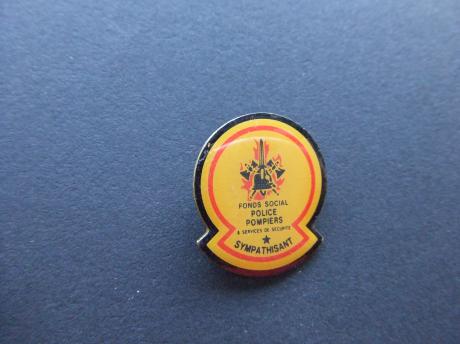 FONDS SOCIAL
POLICE
POMPIERS
& SERVICES DE SECURITE
SYMPATHISANT